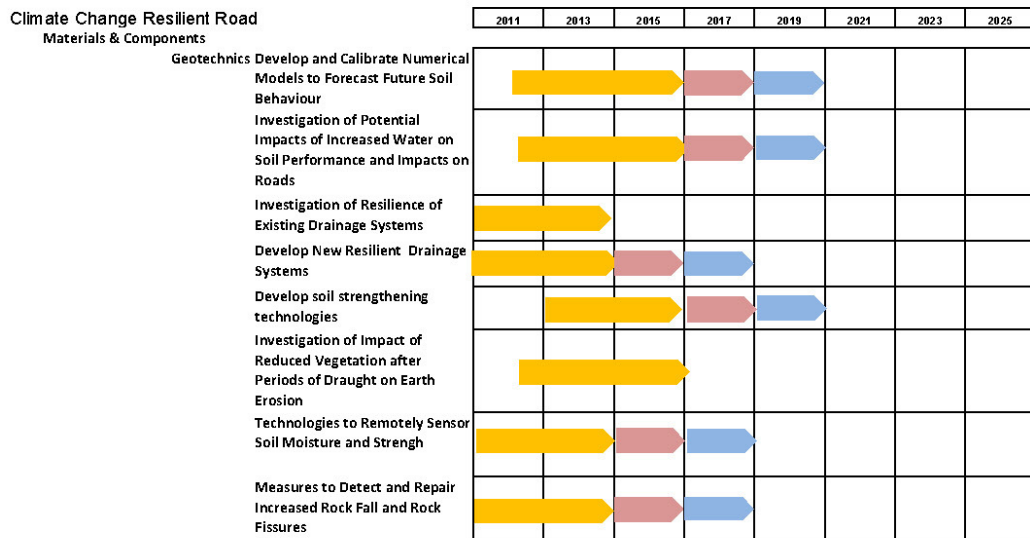 Climate Change Resilient Road
2011 2013 2015 2017 2019 2021 2023 2025
Materials & Components
Geotechnics Develop and Calibrate Numerical
Models to Forecast Future Soil
Behaviour
Investigation of Potential
Impacts of Increased Water on
Soil Performance and Impacts on
Roads
Investigation of Resilience of
Existing Drainage Systems
Develop New Resilient Drainage
Systems
Develop soil strengthening
technologies
Investigation of Impact of
Reduced Vegetation after
Periods of Draught on Earth
Erosion
Technologies to Remotely Sensor
Soil Moisture and Strengh
Measures to Detect and Repair
Increased Rock Fall and Rock
Fissures